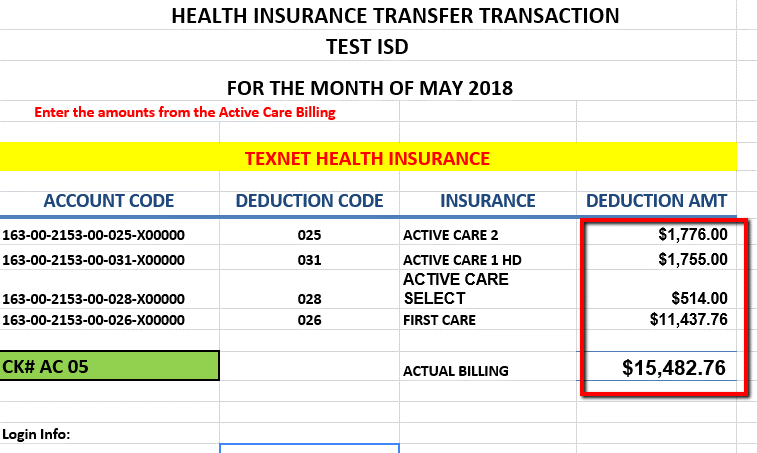 HEALTH INSURANCE TRANSFER TRANSACTION
TEST ISD
FOR THE MONTH OF MAY 2018
Enter the amounts from the Active Care Billing
TEXNET HEALTH INSURANCE
ACCOUNT CODE DEDUCTION CODE INSURANCE DEDUCTION AMT
163-00-2153-00-025-X00000 025 ACTIVE CARE 2 $1,776.00
163-00-2153-00-031-X00000 031 ACTIVE CARE 1 HD $1,755.00
ACTIVE CARE
163-00-2153-00-028-X00000 028 SELECT $514.00
163-00-2153-00-026-X00000 026 FIRST CARE $11,437.76
CK# AC 05 ACTUAL BILLING $15,482.76
Login Info: